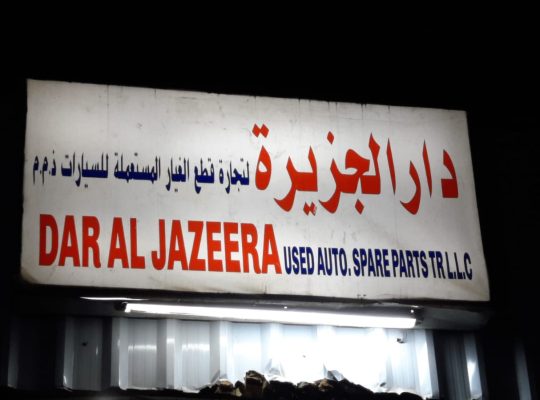 دار الجزيرة لتجارة قطع الغيار المستعملة للسيارات ذ.م.م
DAR AL JAZEERA USED AUTO. SPARE PARTS TR L.L.C